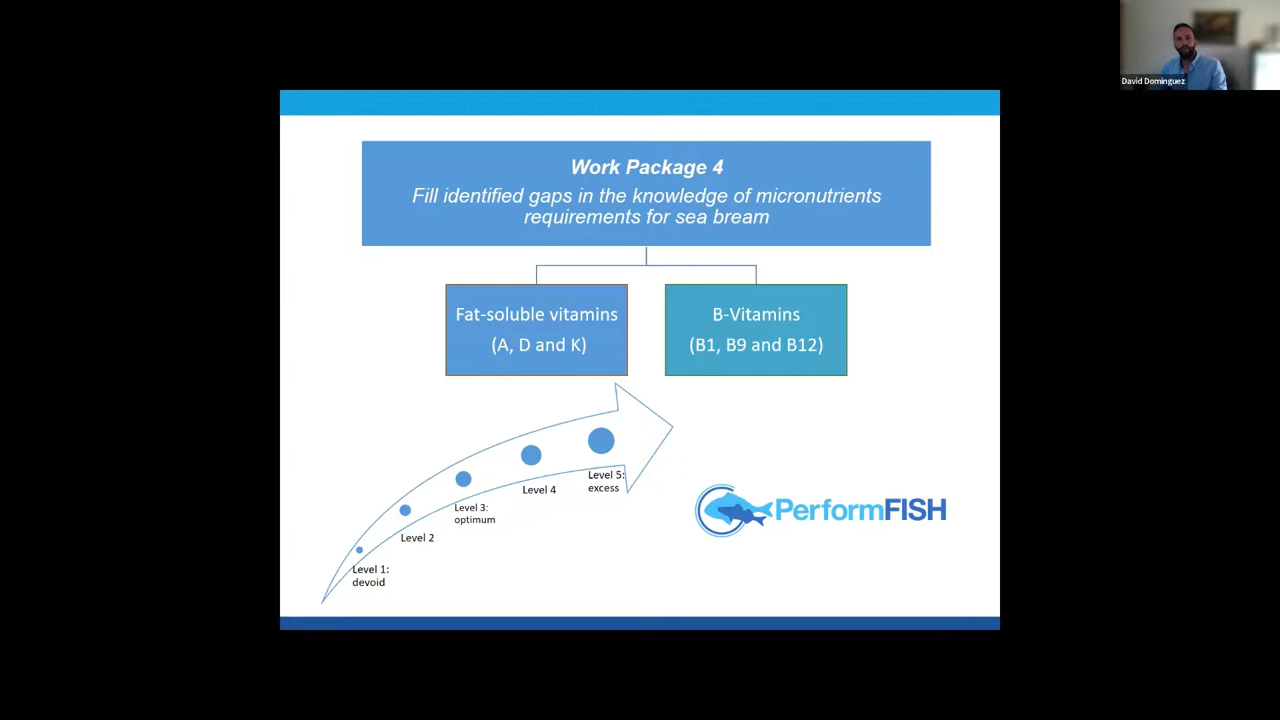 David Dominguez
Work Package 4
Fill identified gaps in the knowledge of micronutrients
requirements for sea bream
Fat-soluble vitamins
(A, D and K)
B-Vitamins
(B1, B9 and B12)
Level 1:
devoid
Level 2
Level 3:
optimum
Level 4
Level 5:
excess
PerformFISH